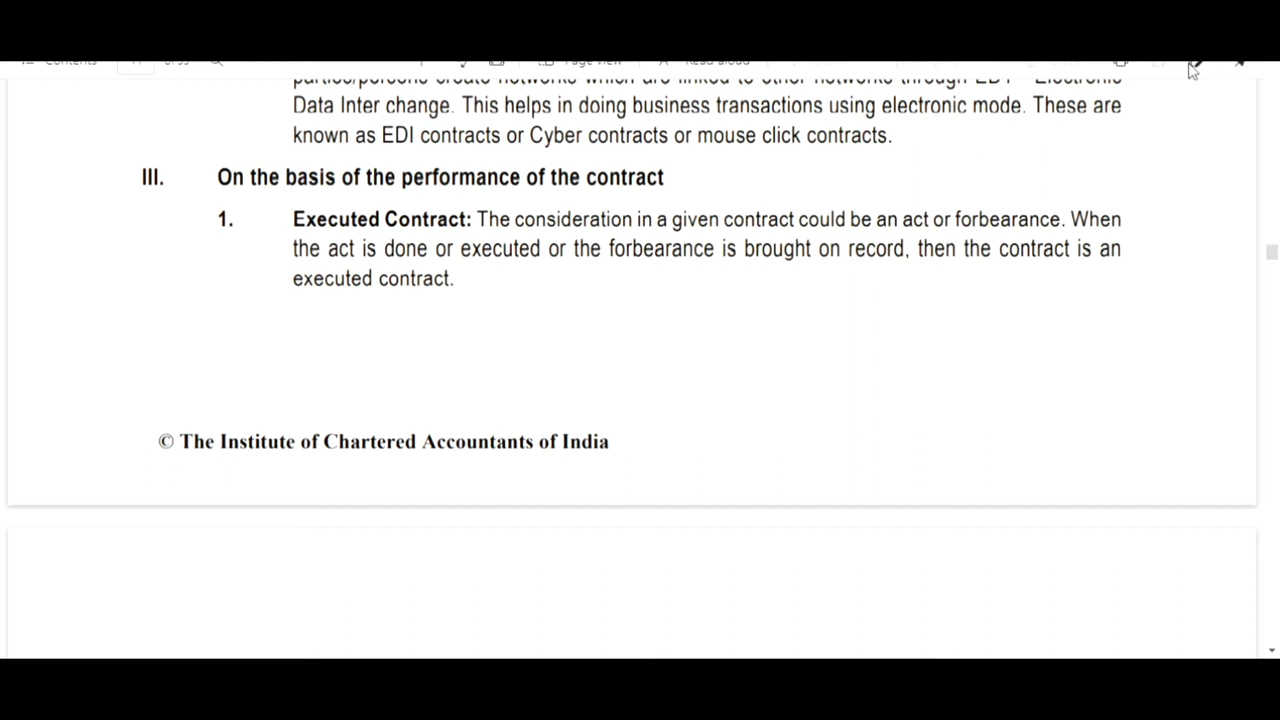 Data Inter change. This helps in doing business transactions using electronic mode. These are
known as EDI contracts or Cyber contracts or mouse click contracts.
III. On the basis of the performance of the contract
1. Executed Contract: The consideration in a given contract could be an act or forbearance. When
the act is done or executed or the forbearance is brought on record, then the contract is an
executed contract.
© The Institute of Chartered Accountants of India